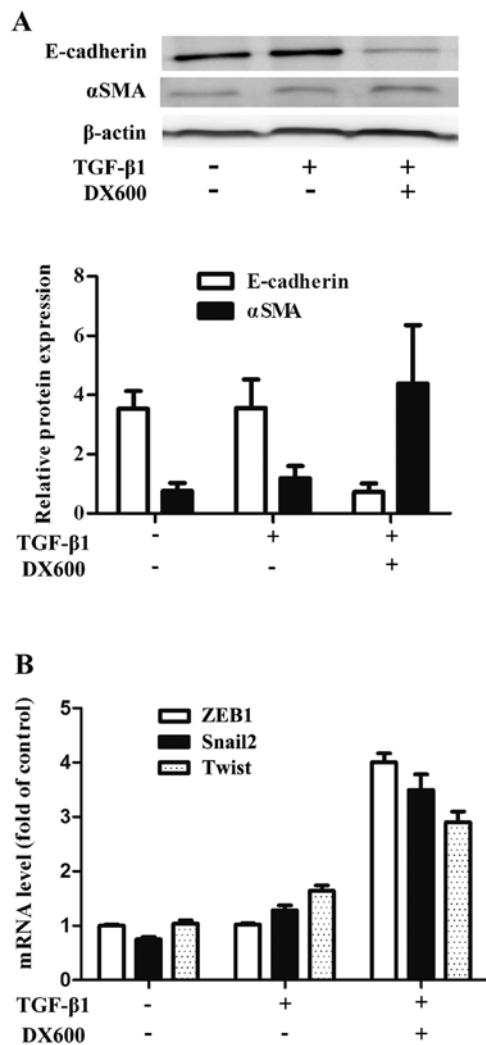 A
E-cadherin
αSMA
β-actin
TGF-β1 - + +
DX600 - - +
Relative protein expression
8
6
4
2
0
E-cadherin
αSMA
TGF-β1 - + +
DX600 - - +
B
mRNA level (fold of control)
5
4
3
2
1
0
ZEB1
Snail2
Twist
TGF-β1 - + +
DX600 - - +